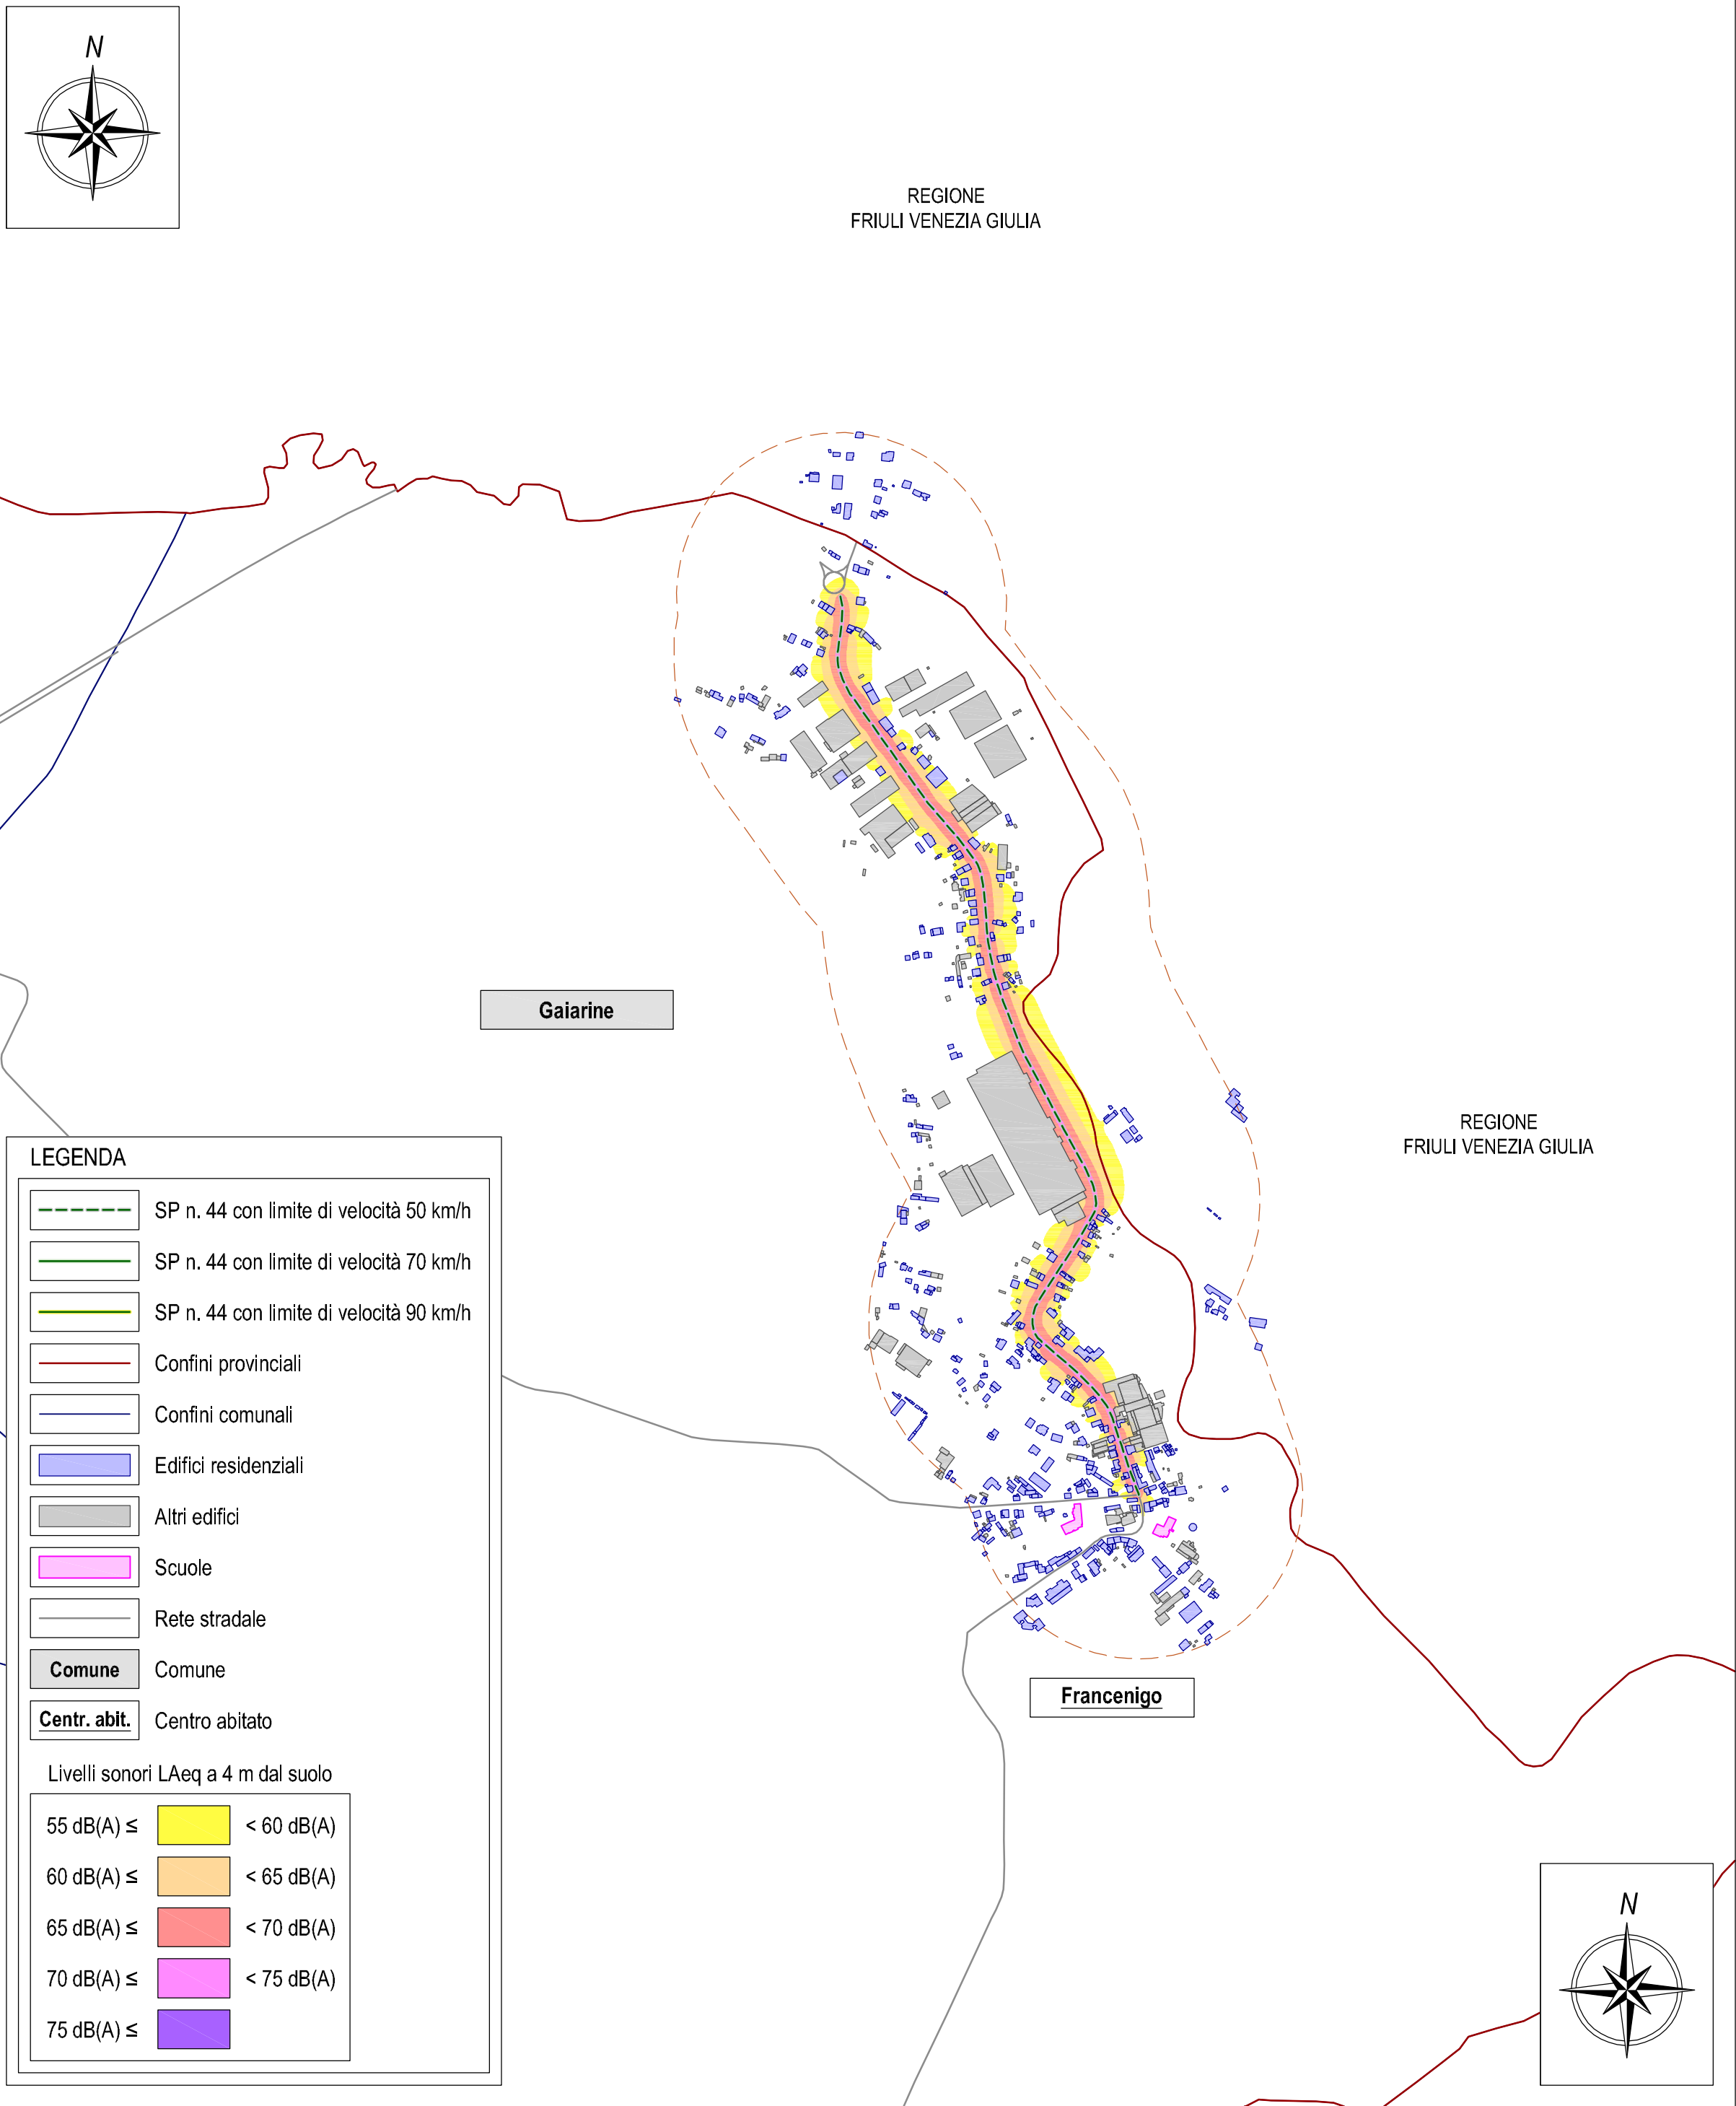 N
REGIONE
FRIULI VENEZIA GIULIA
Gaiarine
REGIONE
FRIULI VENEZIA GIULIA
LEGENDA
SP n. 44 con limite di velocità 50 km/h
SP n. 44 con limite di velocità 70 km/h
SP n. 44 con limite di velocità 90 km/h
Confini provinciali
Confini comunali
Edifici residenziali
Altri edifici
Scuole
Rete stradale
Comune Comune
Centr. abit. Centro abitato
Livelli sonori LAeq a 4 m dal suolo
55 dB(A) ≤ < 60 dB(A)
60 dB(A) ≤ < 65 dB(A)
65 dB(A) ≤ < 70 dB(A)
70 dB(A) ≤ < 75 dB(A)
75 dB(A) ≤
Francenigo
N